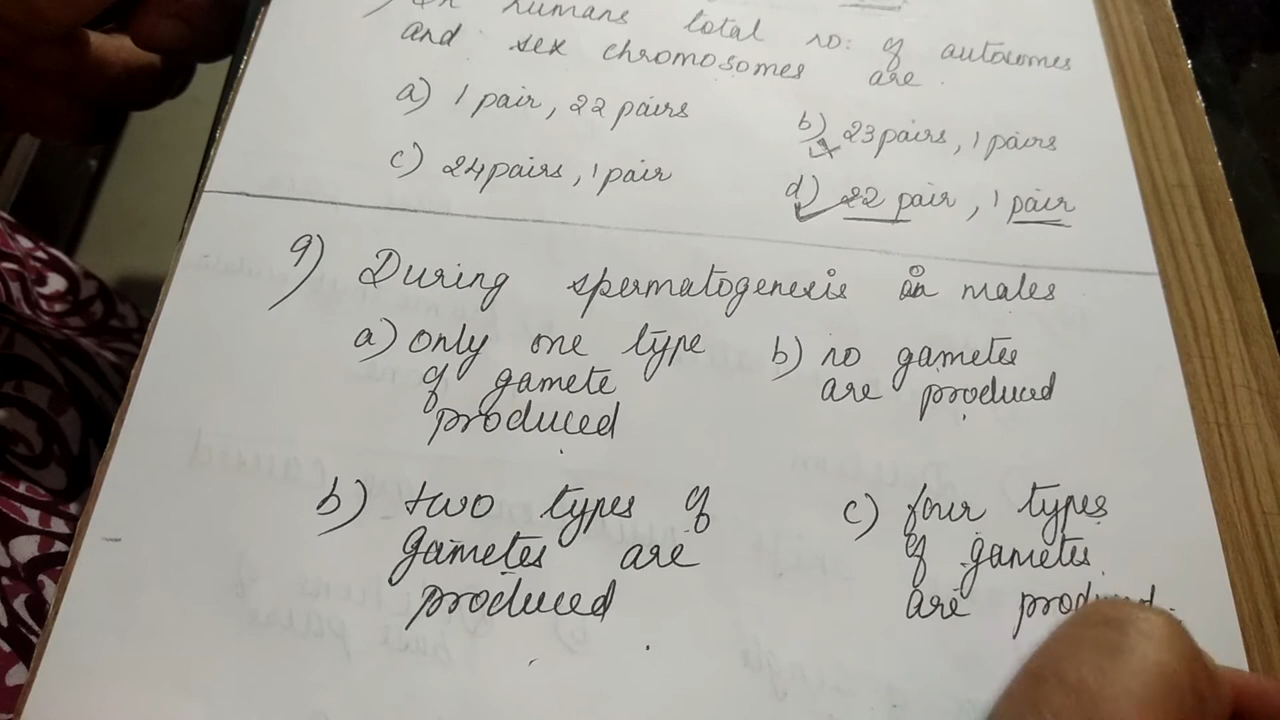 In humans total no: of autosomes
and sex chromosomes are.
a) 1 pair, 22 pairs
b) 23 pairs, 1 pairs
c) 24 pairs, 1 pair
d) 22 pair, 1 pair
9) During spermatogenesis in males
a) only one type
of gamete
produced
b) no gametes
are produced
b) two types of
gametes are
produced
c) four types
of gametes
are